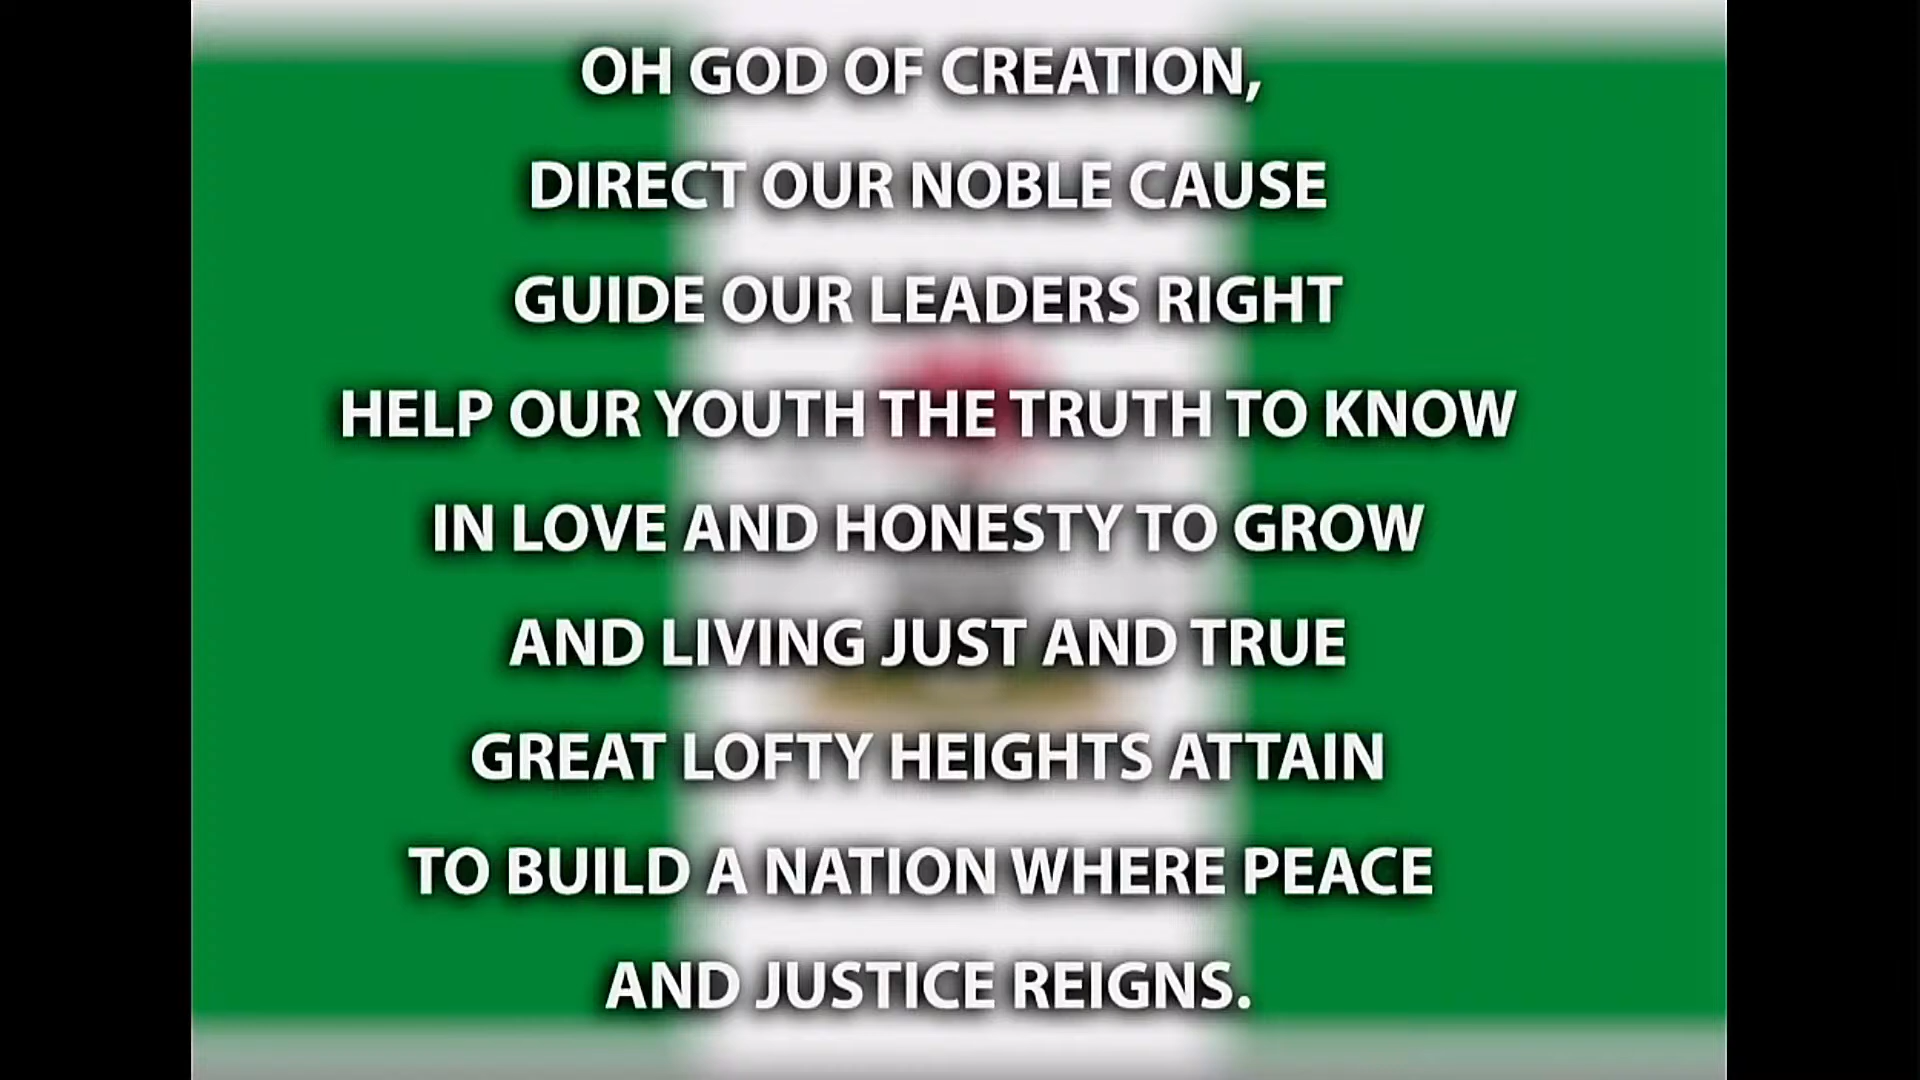 OH GOD OF CREATION,
DIRECT OUR NOBLE CAUSE
GUIDE OUR LEADERS RIGHT
HELP OUR YOUTH THE TRUTH TO KNOW
IN LOVE AND HONESTY TO GROW
AND LIVING JUST AND TRUE
GREAT LOFTY HEIGHTS ATTAIN
TO BUILD A NATION WHERE PEACE
AND JUSTICE REIGNS.